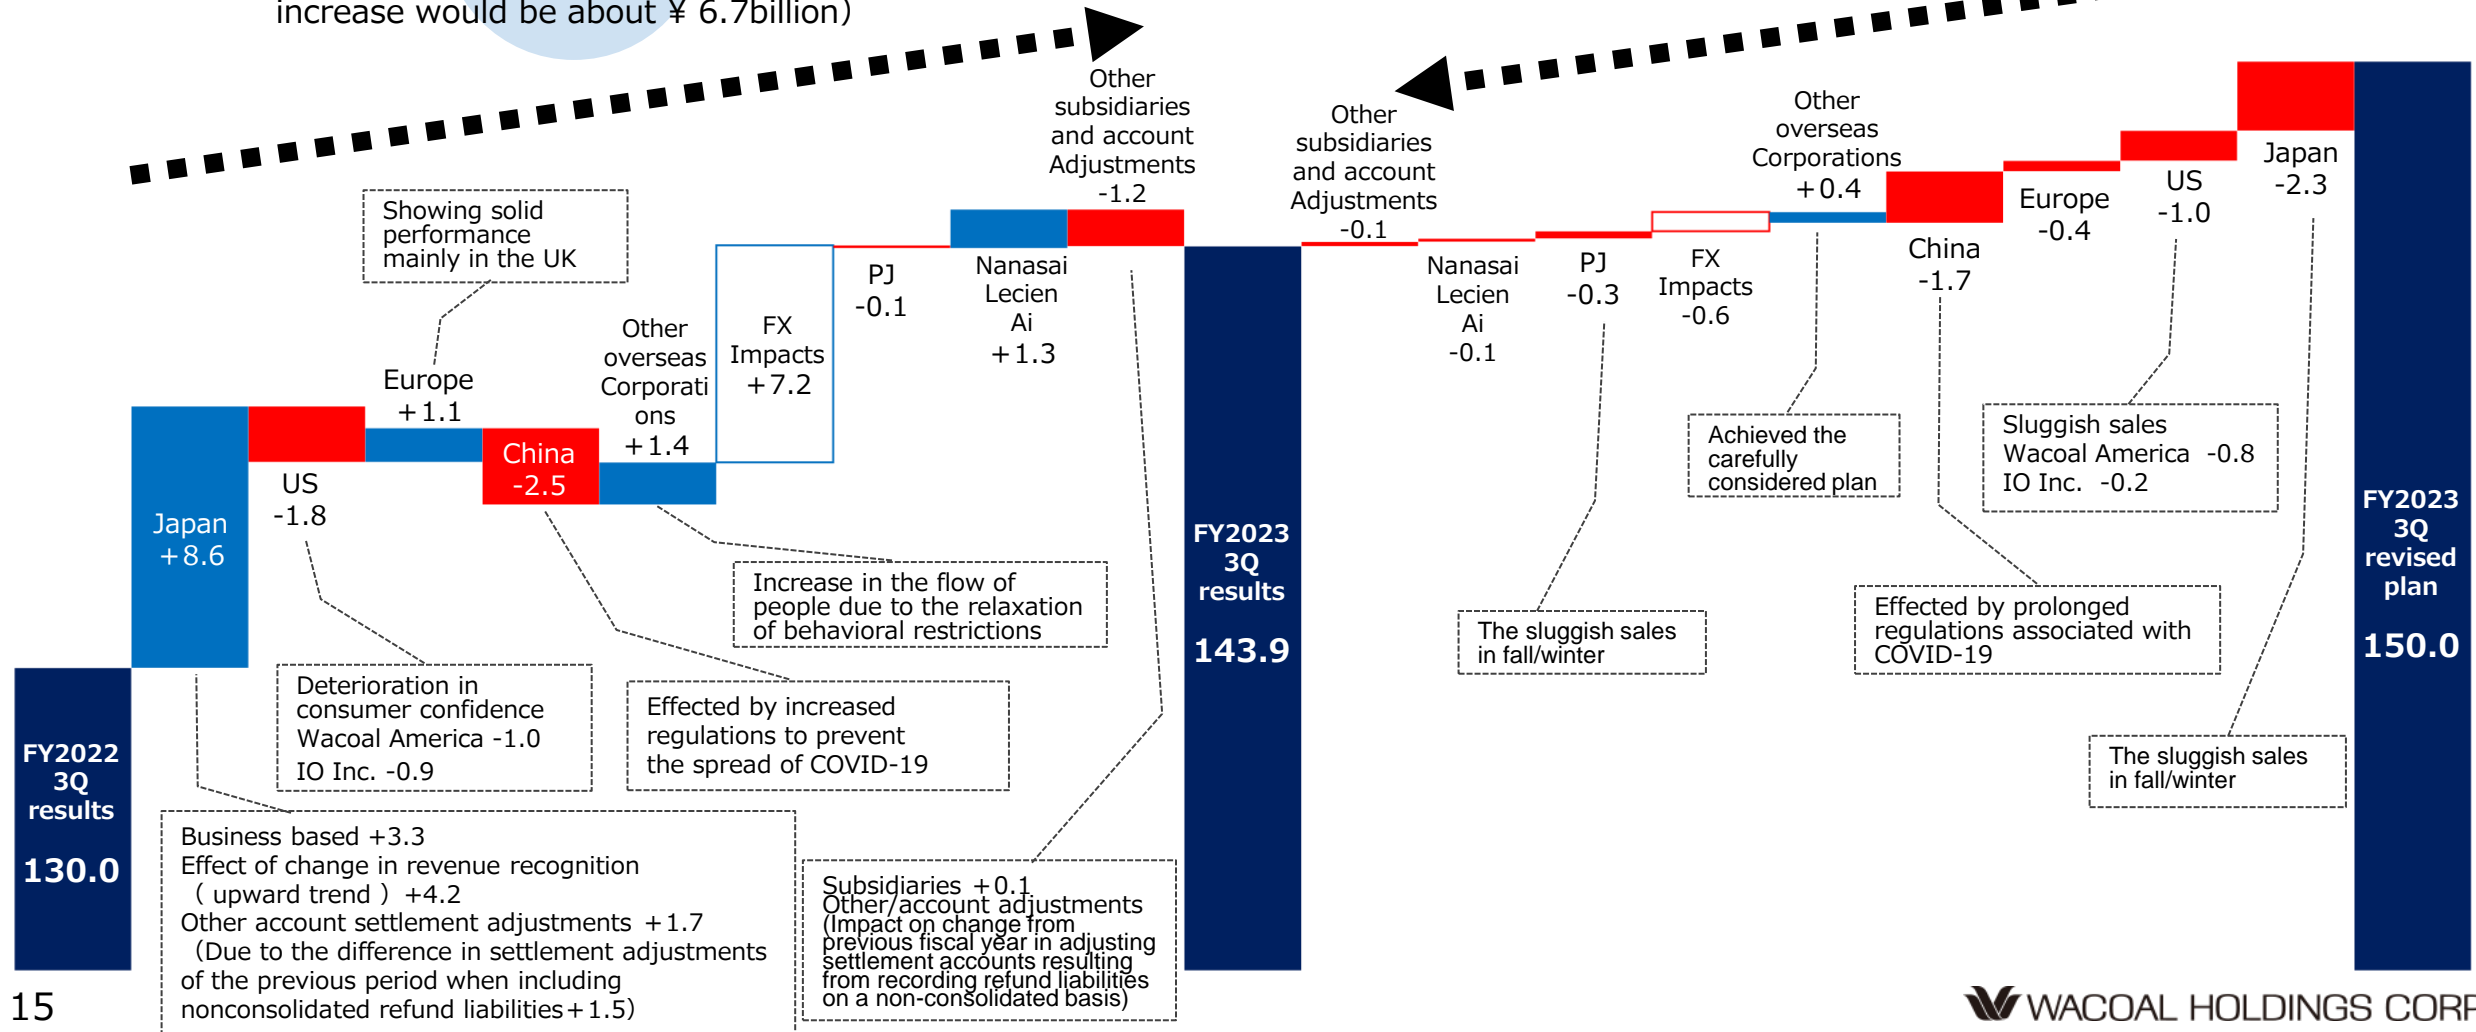 increase would be about ¥ 6.7billion)
Other
subsidiaries
and account
Adjustments
-1.2
Other
subsidiaries
and account
Adjustments
-0.1
Other
overseas
Corporations
+0.4
Japan
-2.3
US
-1.0
Europe
-0.4
China
-1.7
Showing solid
performance
mainly in the UK
PJ
-0.1
Nanasai
Lecien
Ai
+1.3
Nanasai
Lecien
Ai
-0.1
PJ
-0.3
FX
Impacts
-0.6
Other
overseas
Corporati
ons
+1.4
FX
Impacts
+7.2
Europe
+1.1
China
-2.5
US
-1.8
Japan
+8.6
Achieved the
carefully
considered plan
Sluggish sales
Wacoal America -0.8
IO Inc. -0.2
FY2023
3Q
revised
plan
150.0
FY2023
3Q
results
143.9
Increase in the flow of
people due to the relaxation
of behavioral restrictions
The sluggish sales
in fall/winter
Effected by prolonged
regulations associated with
COVID-19
Deterioration in
consumer confidence
Wacoal America -1.0
IO Inc. -0.9
Effected by increased
regulations to prevent
the spread of COVID-19
The sluggish sales
in fall/winter
FY2022
3Q
results
130.0
Business based +3.3
Effect of change in revenue recognition
( upward trend ) +4.2
Other account settlement adjustments +1.7
(Due to the difference in settlement adjustments
of the previous period when including
nonconsolidated refund liabilities+1.5)
Subsidiaries +0.1
Other/account adjustments
(Impact on change from
previous fiscal year in adjusting
settlement accounts resulting
from recording refund liabilities
on a non-consolidated basis)
15
WACOAL HOLDINGS CORP